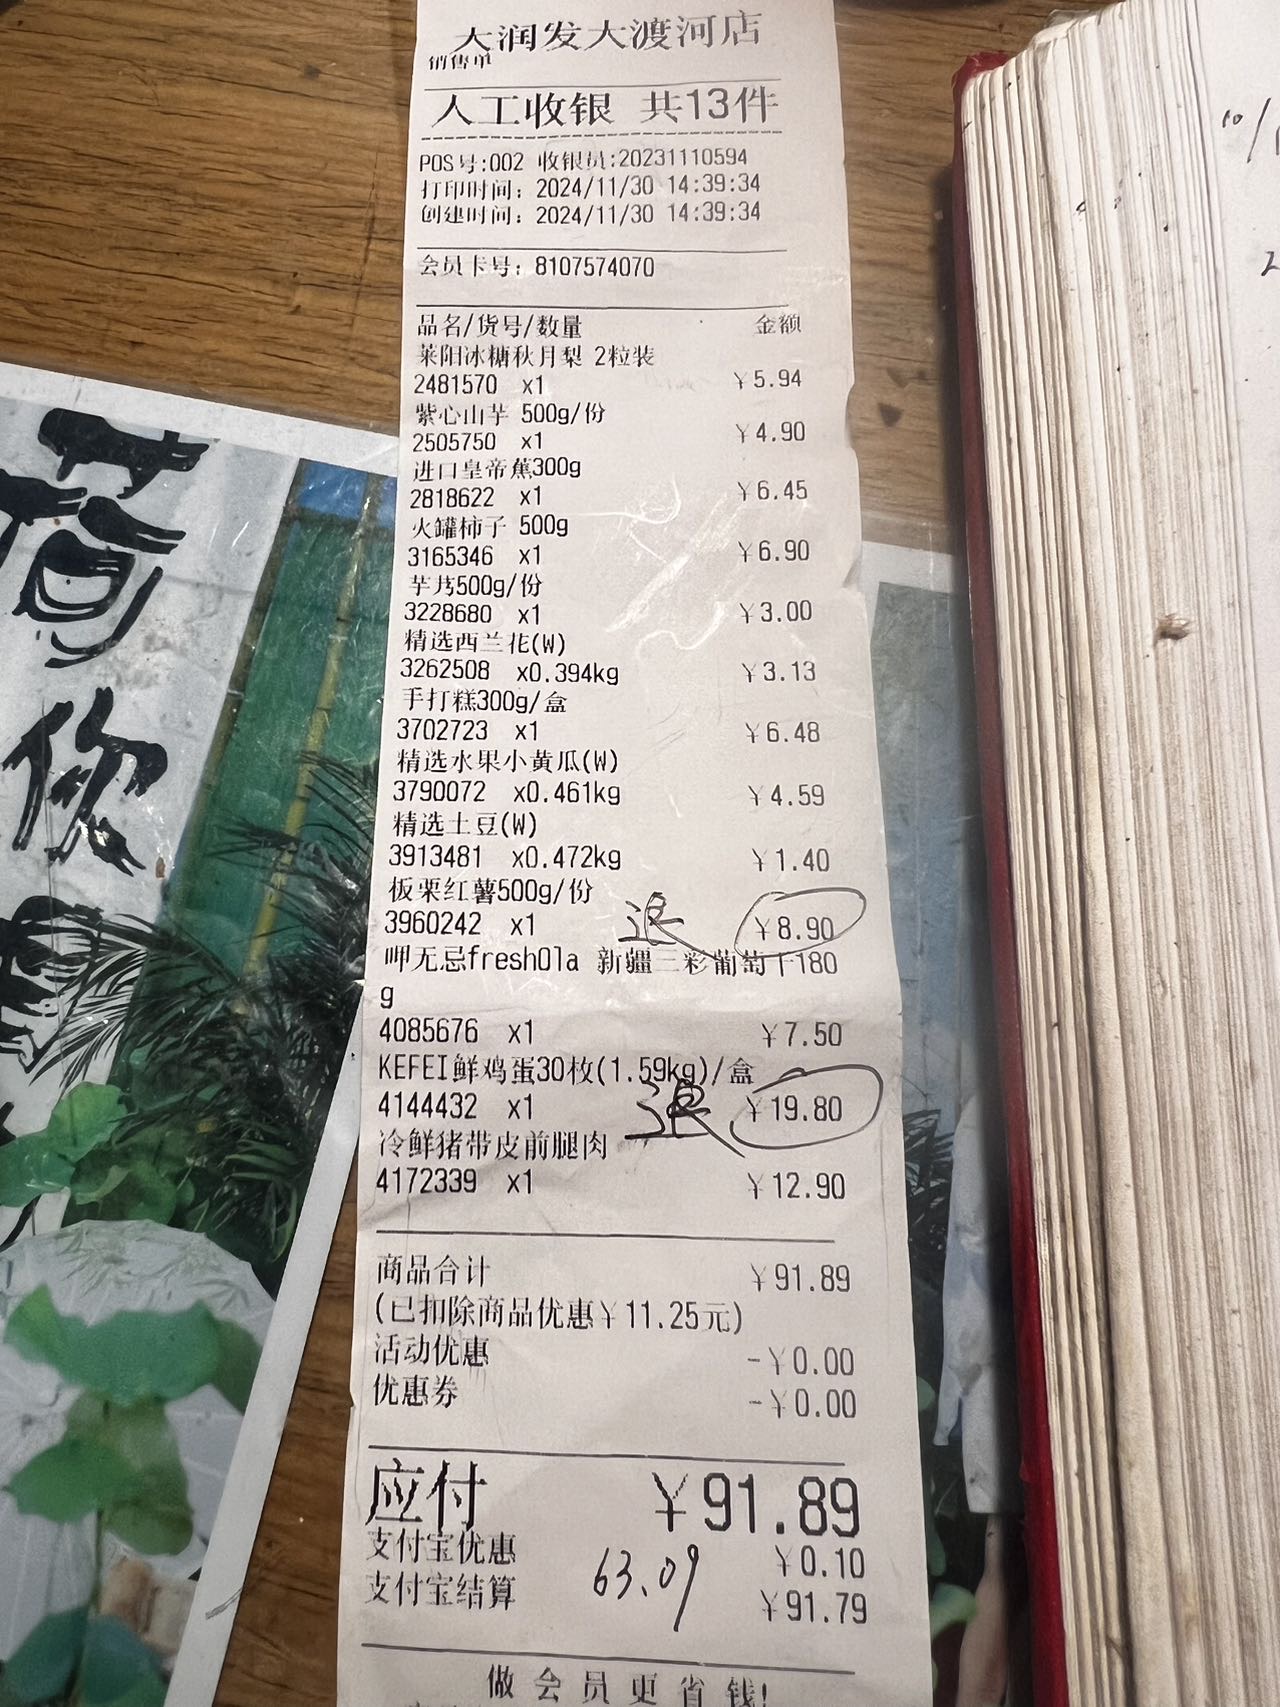 大润发大渡河店
销售单
人工收银 共13件
POS号:002 收银员:20231110594
打印时间: 2024/11/30 14:39:34
创建时间: 2024/11/30 14:39:34
会员卡号: 8107574070
品名/货号/数量 金额
莱阳冰糖秋月梨 2粒装
2481570 x1 ¥5.94
紫心山芋 500g/份
2505750 x1 ¥4.90
进口皇帝蕉300g
2818622 x1 ¥6.45
火罐柿子 500g
3165346 x1 ¥6.90
芋艿500g/份
3228680 x1 ¥3.00
精选西兰花(W)
3262508 x0.394kg ¥3.13
手打糕300g/盒
3702723 x1 ¥6.48
精选水果小黄瓜(W)
3790072 x0.461kg ¥4.59
精选土豆(W)
3913481 x0.472kg ¥1.40
板栗红薯500g/份
3960242 x1 退 ¥8.90
呷无忌freshOla 新疆三彩葡萄干180
g
4085676 x1 ¥7.50
KEFEI鲜鸡蛋30枚(1.59kg)/盒
4144432 x1 退 ¥19.80
冷鲜猪带皮前腿肉
4172339 x1 ¥12.90
商品合计 ¥91.89
(已扣除商品优惠¥11.25元)
活动优惠 -¥0.00
优惠券 -¥0.00
应付 ¥91.89
支付宝优惠 ¥0.10
63.09
支付宝结算 ¥91.79
做会员更省钱!
荷
你
10/1
2